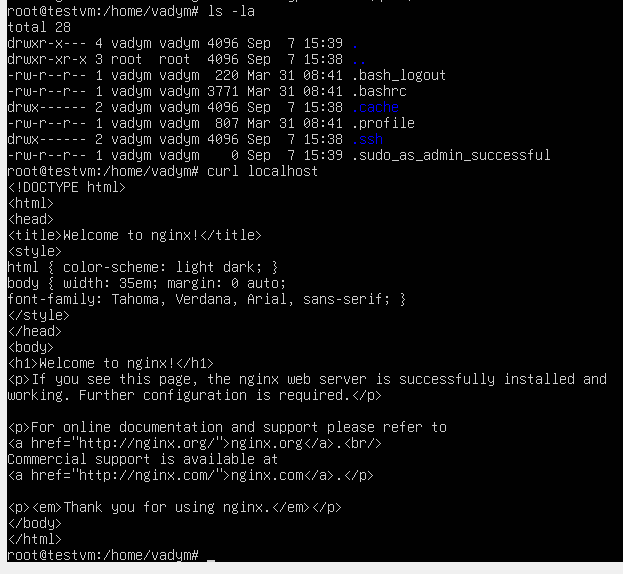 root@testvm:/home/vadym# ls -la
total 28
drwxr-x--- 4 vadym vadym 4096 Sep  7 15:39 .
drwxr-xr-x 3 root  root  4096 Sep  7 15:38 ..
-rw-r--r-- 1 vadym vadym  220 Mar 31 08:41 .bash_logout
-rw-r--r-- 1 vadym vadym 3771 Mar 31 08:41 .bashrc
drwx------ 2 vadym vadym 4096 Sep  7 15:39 .cache
-rw-r--r-- 1 vadym vadym  807 Mar 31 08:41 .profile
drwx------ 2 vadym vadym 4096 Sep  7 15:38 .ssh
-rw-r--r-- 1 vadym vadym    0 Sep  7 15:39 .sudo_as_admin_successful
root@testvm:/home/vadym# curl localhost
<!DOCTYPE html>
<html>
<head>
<title>Welcome to nginx!</title>
<style>
html { color-scheme: light dark; }
body { width: 35em; margin: 0 auto;
font-family: Tahoma, Verdana, Arial, sans-serif; }
</style>
</head>
<body>
<h1>Welcome to nginx!</h1>
<p>If you see this page, the nginx web server is successfully installed and
working. Further configuration is required.</p>

<p>For online documentation and support please refer to
<a href="http://nginx.org/">nginx.org</a>.<br/>
Commercial support is available at
<a href="http://nginx.com/">nginx.com</a>.</p>

<p><em>Thank you for using nginx.</em></p>
</body>
</html>
root@testvm:/home/vadym# _